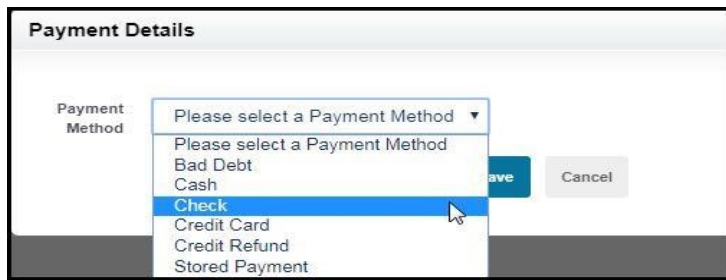 Payment Details
Payment
Method
Please select a Payment Method
Please select a Payment Method
Bad Debt
Cash
Check
Credit Card
Credit Refund
Stored Payment
Cancel